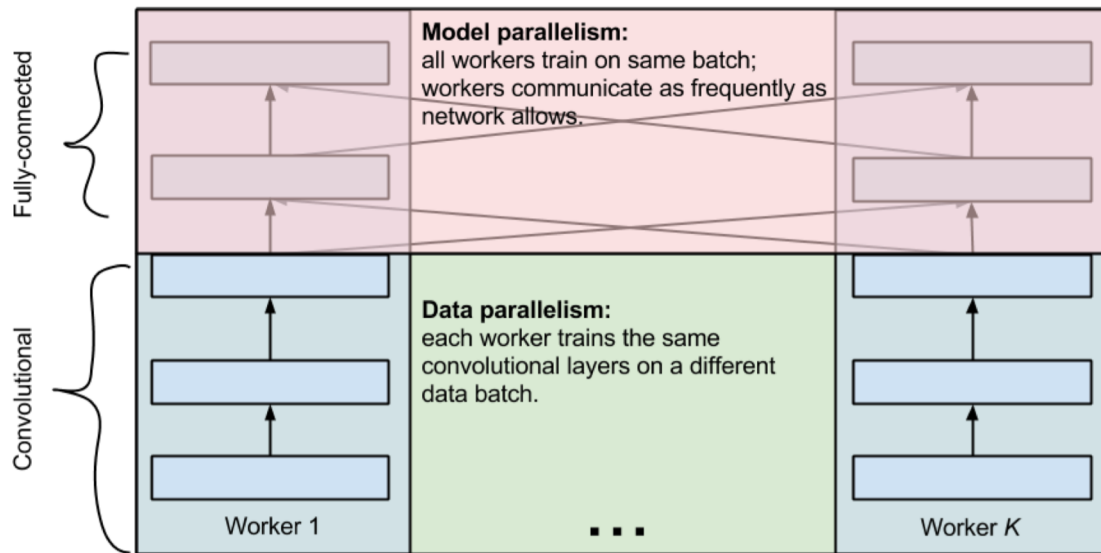 Fully-connected
Model parallelism:
all workers train on same batch;
workers communicate as frequently as
network allows.
Convolutional
Data parallelism:
each worker trains the same
convolutional layers on a different
data batch.
Worker 1
...
Worker K